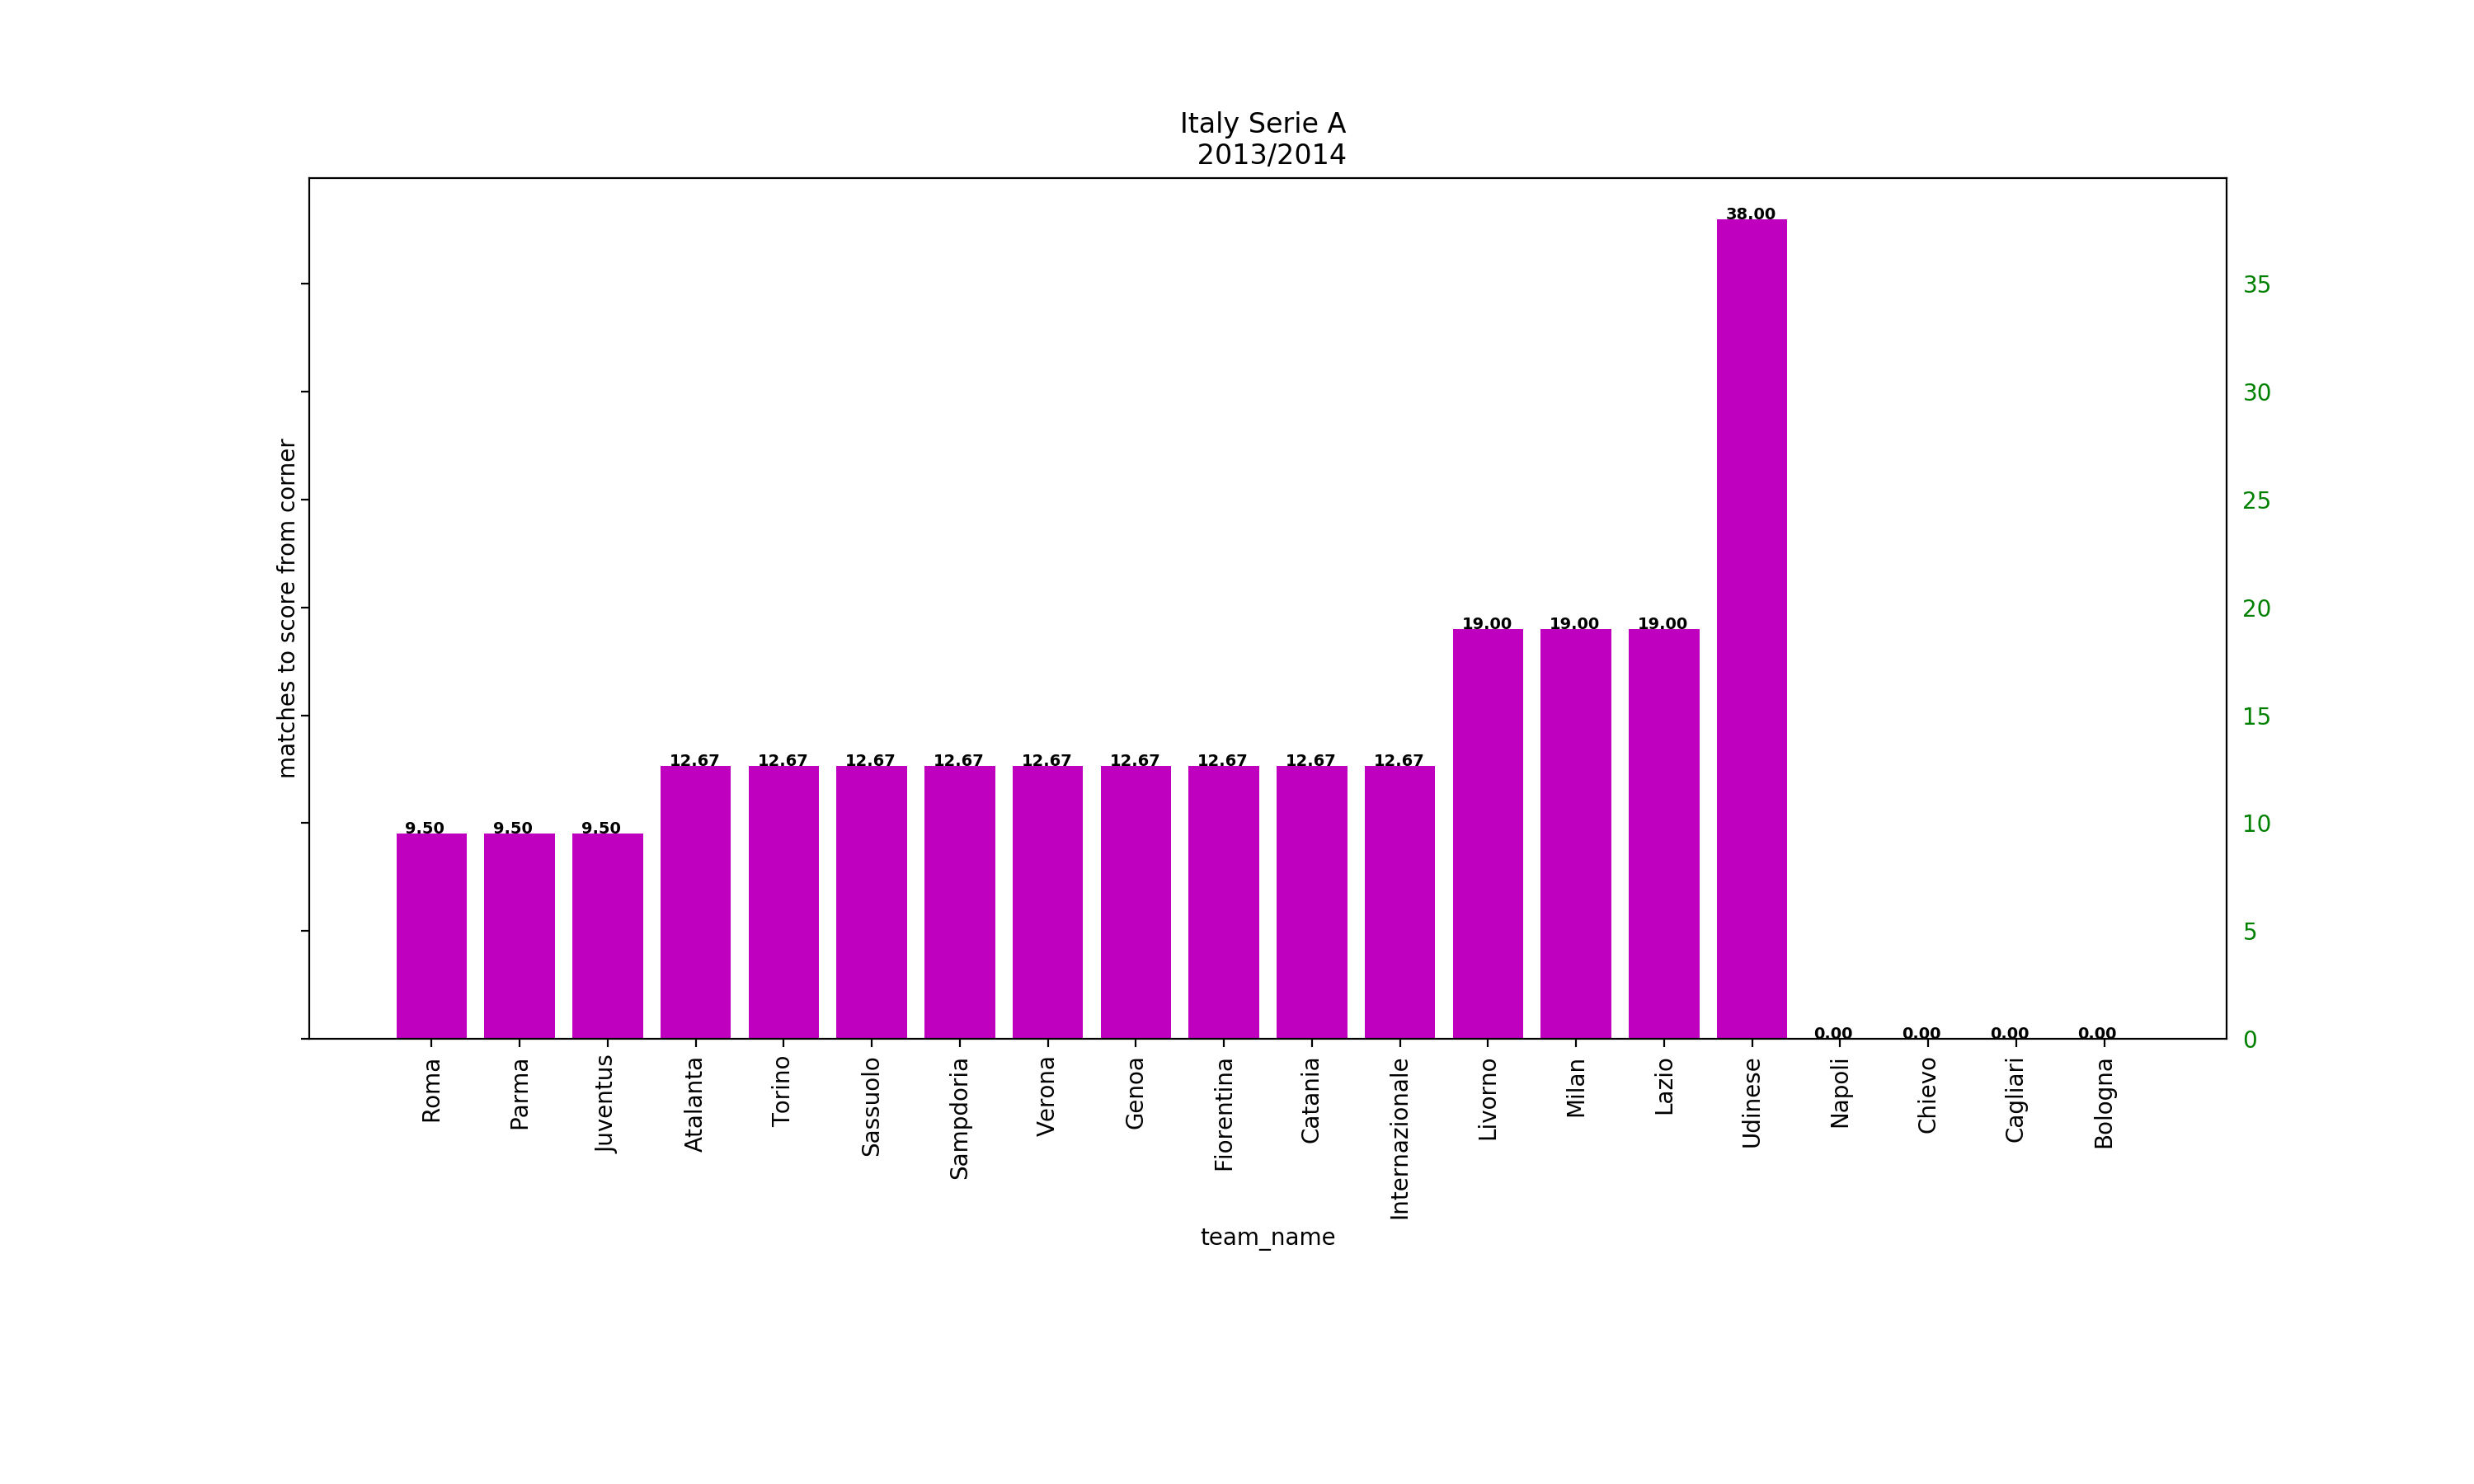 Italy Serie A
2013/2014
matches to score from corner
38.00
19.00 19.00 19.00
12.67 12.67 12.67 12.67 12.67 12.67 12.67 12.67 12.67
9.50 9.50 9.50
0.00 0.00 0.00 0.00
35
30
25
20
15
10
5
0
Roma
Parma
Juventus
Atalanta
Torino
Sassuolo
Sampdoria
Verona
Genoa
Fiorentina
Catania
Internazionale
Livorno
Milan
Lazio
Udinese
Napoli
Chievo
Cagliari
Bologna
team_name